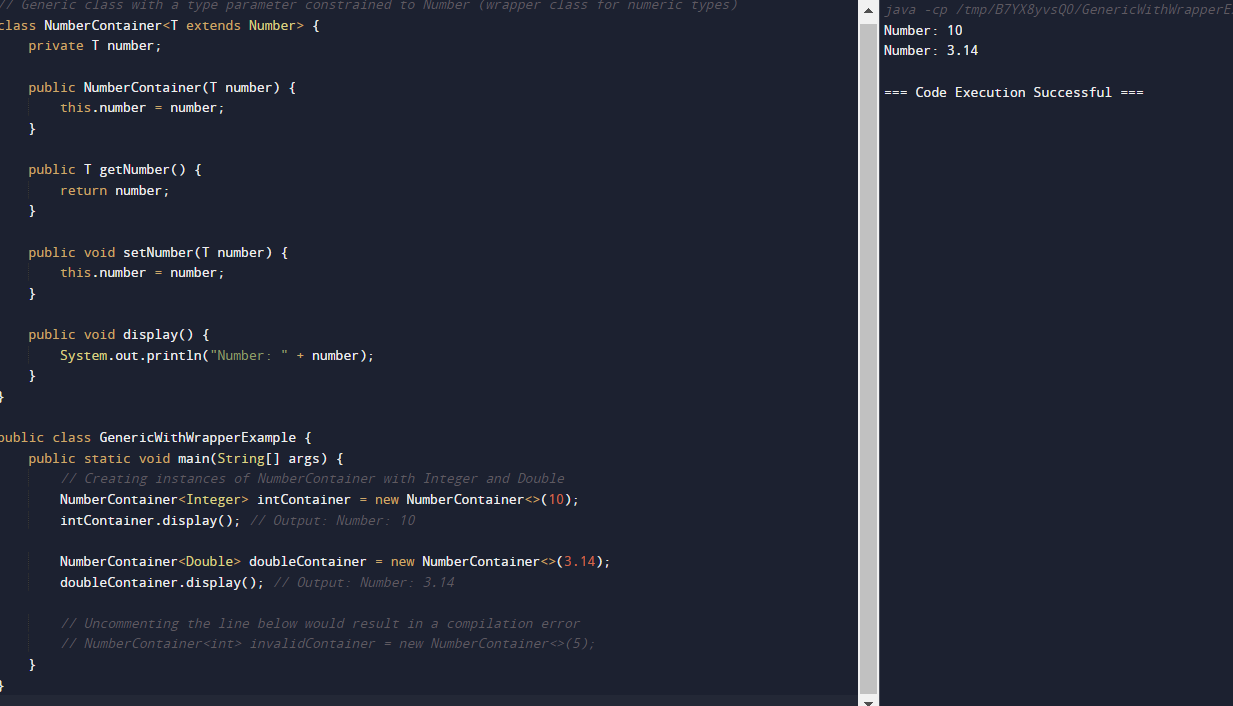 // Generic class with a type parameter constrained to Number (wrapper class for numeric types)
class NumberContainer<T extends Number> {
    private T number;

    public NumberContainer(T number) {
        this.number = number;
    }

    public T getNumber() {
        return number;
    }

    public void setNumber(T number) {
        this.number = number;
    }

    public void display() {
        System.out.println("Number: " + number);
    }
}

public class GenericWithWrapperExample {
    public static void main(String[] args) {
        // Creating instances of NumberContainer with Integer and Double
        NumberContainer<Integer> intContainer = new NumberContainer<>(10);
        intContainer.display(); // Output: Number: 10

        NumberContainer<Double> doubleContainer = new NumberContainer<>(3.14);
        doubleContainer.display(); // Output: Number: 3.14

        // Uncommenting the line below would result in a compilation error
        // NumberContainer<int> invalidContainer = new NumberContainer<>(5);
    }
}
java -cp /tmp/B7YX8yvsQO/GenericWithWrapperE
Number: 10
Number: 3.14

=== Code Execution Successful ===